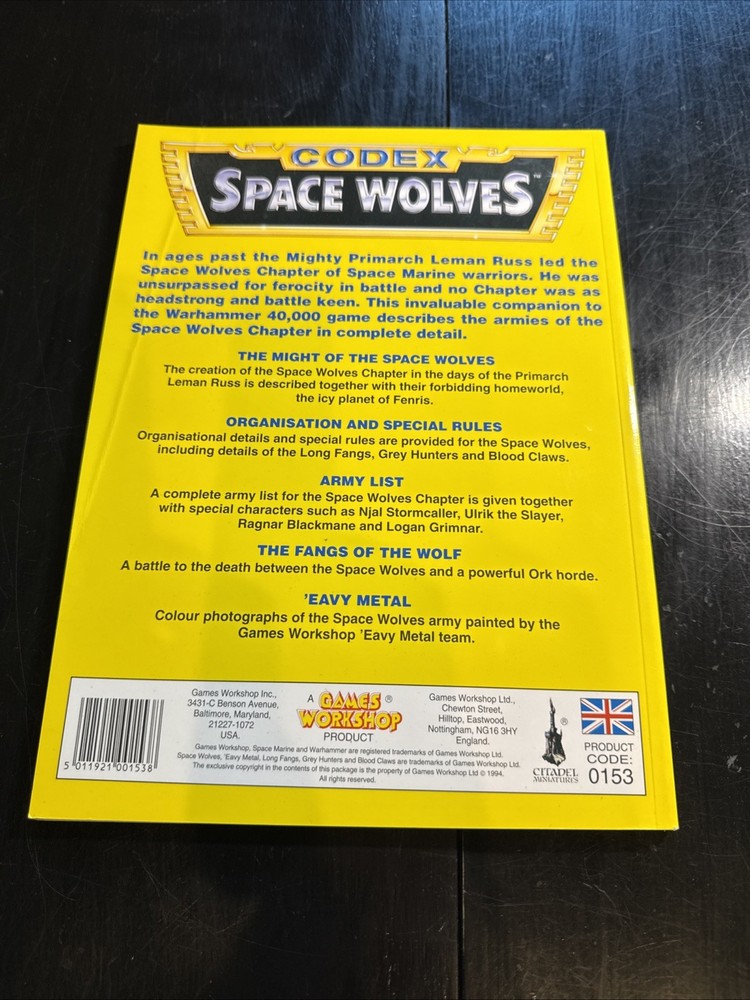 CODEX
SPACE WOLVES™
In ages past the Mighty Primarch Leman Russ led the
Space Wolves Chapter of Space Marine warriors. He was
unsurpassed for ferocity in battle and no Chapter was as
headstrong and battle keen. This invaluable companion to
the Warhammer 40,000 game describes the armies of the
Space Wolves Chapter in complete detail.
THE MIGHT OF THE SPACE WOLVES
The creation of the Space Wolves Chapter in the days of the Primarch
Leman Russ is described together with their forbidding homeworld,
the icy planet of Fenris.
ORGANISATION AND SPECIAL RULES
Organisational details and special rules are provided for the Space Wolves,
including details of the Long Fangs, Grey Hunters and Blood Claws.
ARMY LIST
A complete army list for the Space Wolves Chapter is given together
with special characters such as Njal Stormcaller, Ulrik the Slayer,
Ragnar Blackmane and Logan Grimnar.
THE FANGS OF THE WOLF
A battle to the death between the Space Wolves and a powerful Ork horde.
'EAVY METAL
Colour photographs of the Space Wolves army painted by the
Games Workshop 'Eavy Metal team.
5 011921 001538
Games Workshop Inc.,
3431-C Benson Avenue,
Baltimore, Maryland,
21227-1072
USA.
A GAMES ®
WORKSHOP
PRODUCT
Games Workshop Ltd.,
Chewton Street,
Hilltop, Eastwood,
Nottingham, NG16 3HY
England.
Games Workshop, Space Marine and Warhammer are registered trademarks of Games Workshop Ltd.
Space Wolves, 'Eavy Metal, Long Fangs, Grey Hunters and Blood Claws are trademarks of Games Workshop Ltd.
The exclusive copyright in the contents of this package is the property of Games Workshop Ltd © 1994.
All rights reserved.
®
CITADEL
MINIATURES
PRODUCT
CODE:
0153